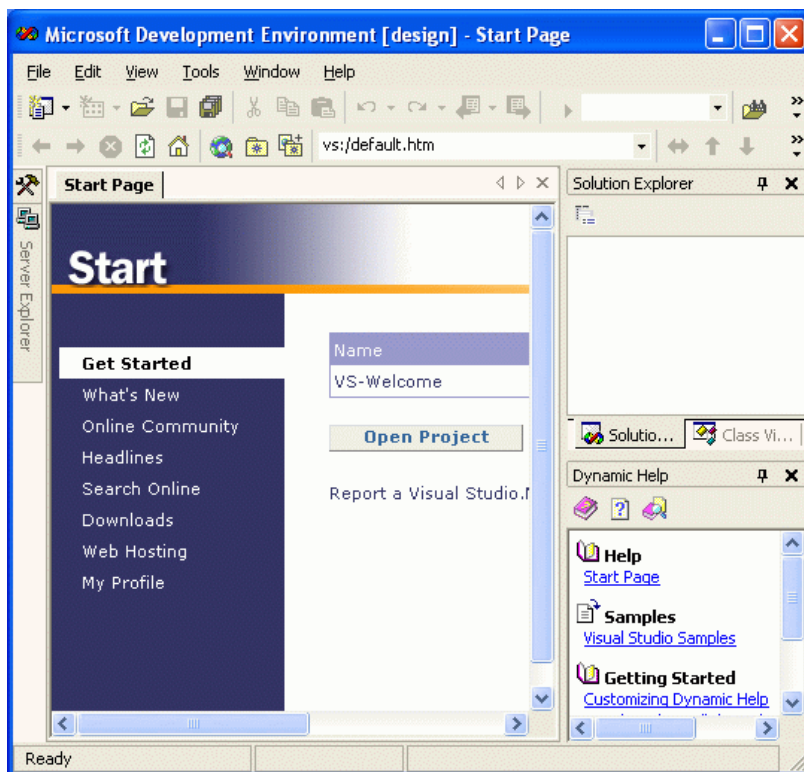 Microsoft Development Environment [design] - Start Page
File Edit View Tools Window Help
vs:/default.htm
Start Page
Solution Explorer
Server Explorer
Start
Get Started
What's New
Online Community
Headlines
Search Online
Downloads
Web Hosting
My Profile
Name
VS-Welcome
Open Project
Report a Visual Studio.
Solutio... Class Vi...
Dynamic Help
Help
Start Page
Samples
Visual Studio Samples
Getting Started
Customizing Dynamic Help
Ready